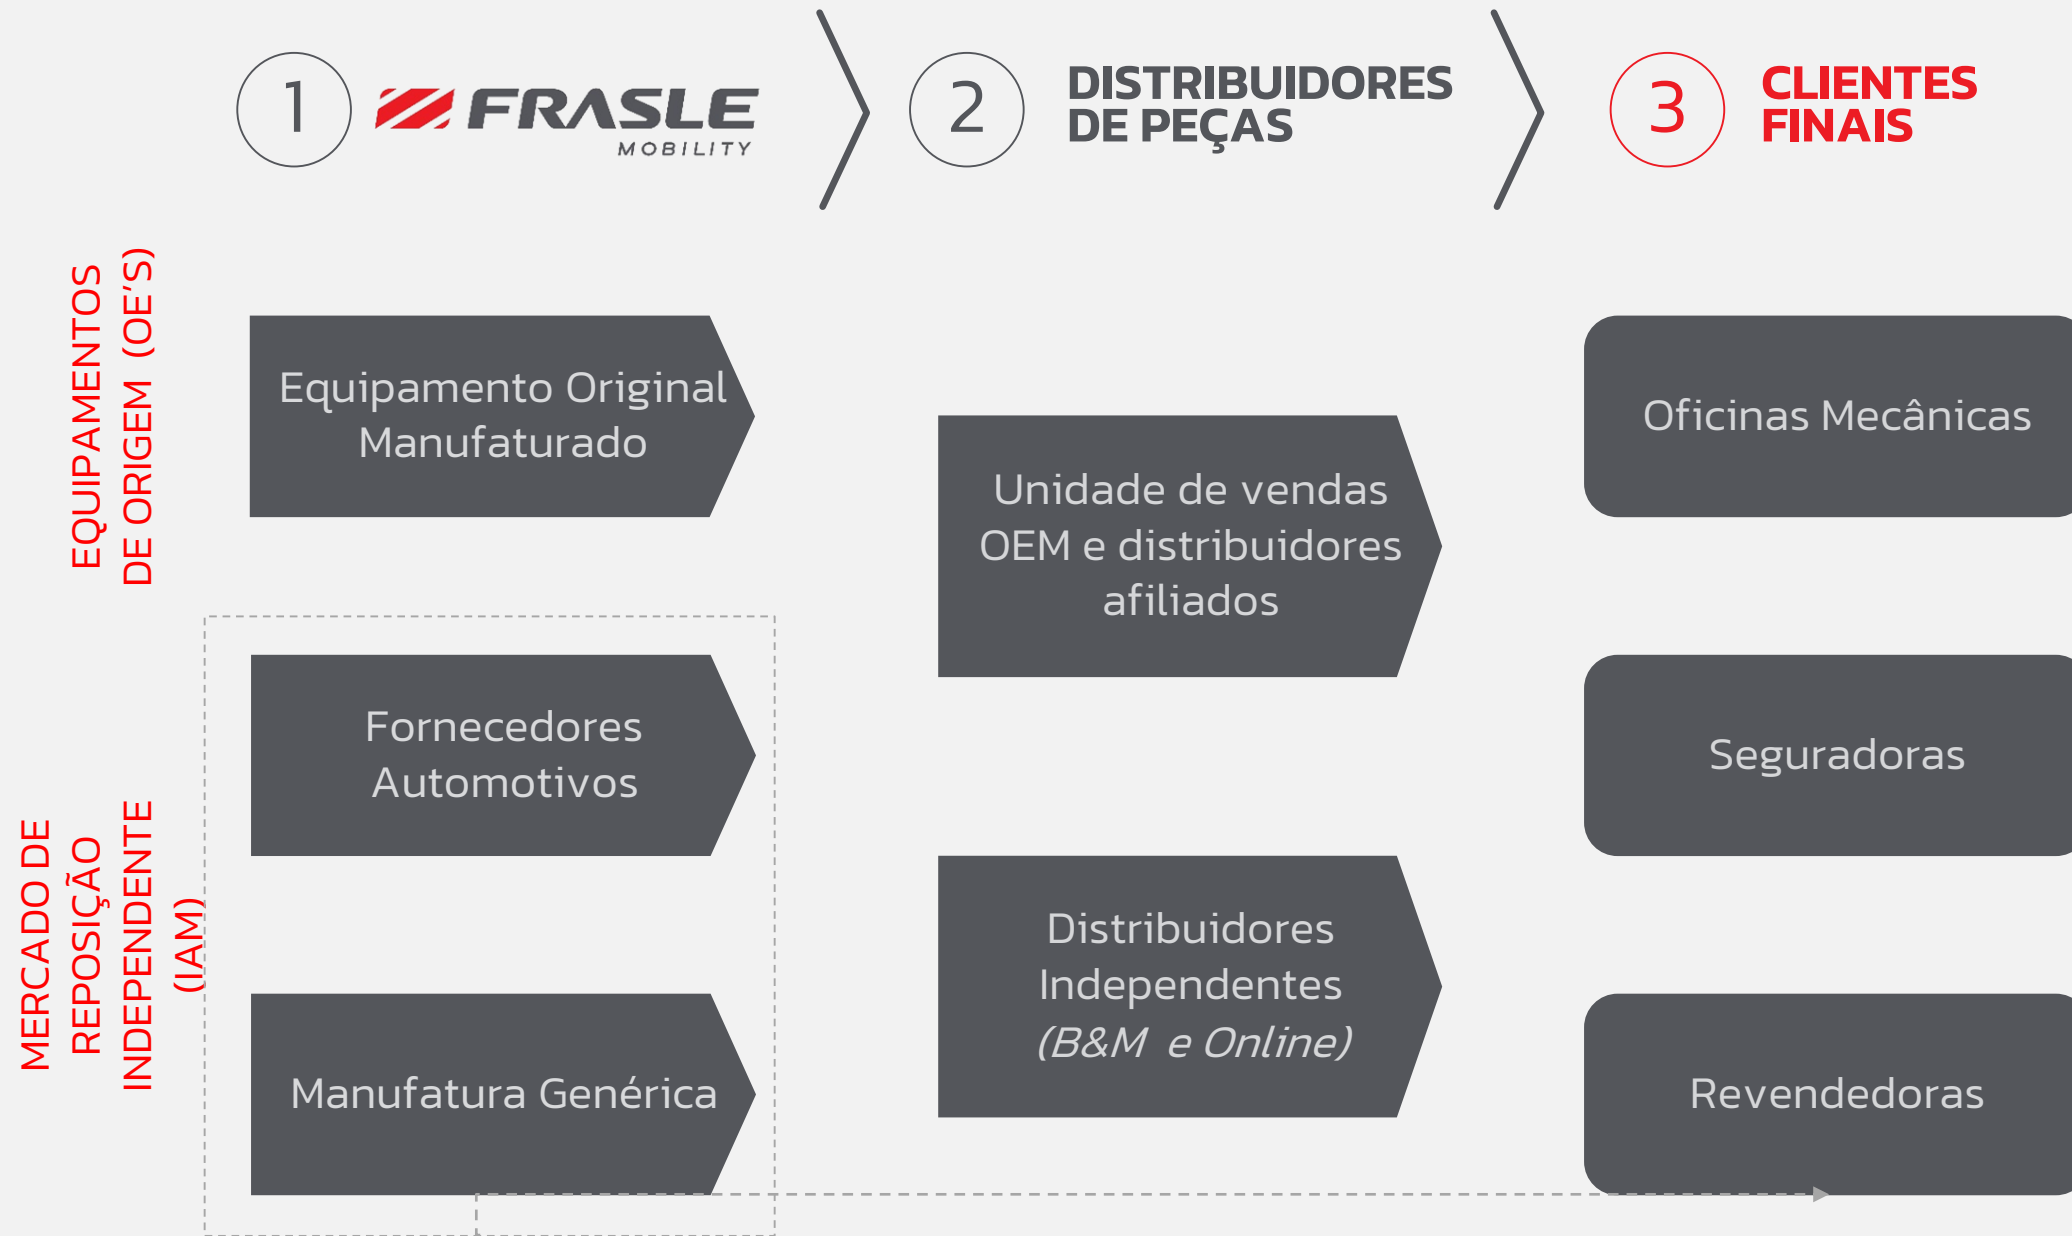 1
FRASLE
MOBILITY
2
DISTRIBUIDORES
DE PEÇAS
3
CLIENTES
FINAIS
EQUIPAMENTOS
DE ORIGEM (OE’S)
Equipamento Original
Manufaturado
Unidade de vendas
OEM e distribuidores
afiliados
Oficinas Mecânicas
MERCADO DE
REPOSIÇÃO
INDEPENDENTE
(IAM)
Fornecedores
Automotivos
Seguradoras
Distribuidores
Independentes
(B&M e Online)
Manufatura Genérica
Revendedoras